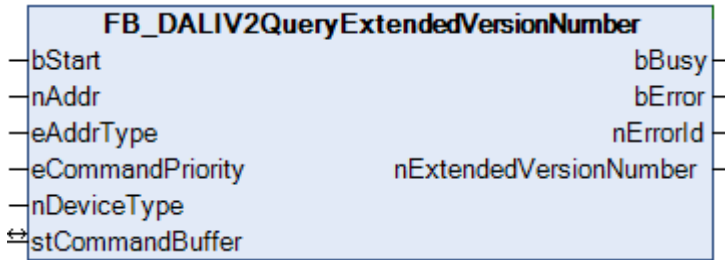 FB_DALIV2QueryExtendedVersionNumber
bStart bBusy
nAddr bError
eAddrType nErrorId
eCommandPriority nExtendedVersionNumber
nDeviceType
stCommandBuffer